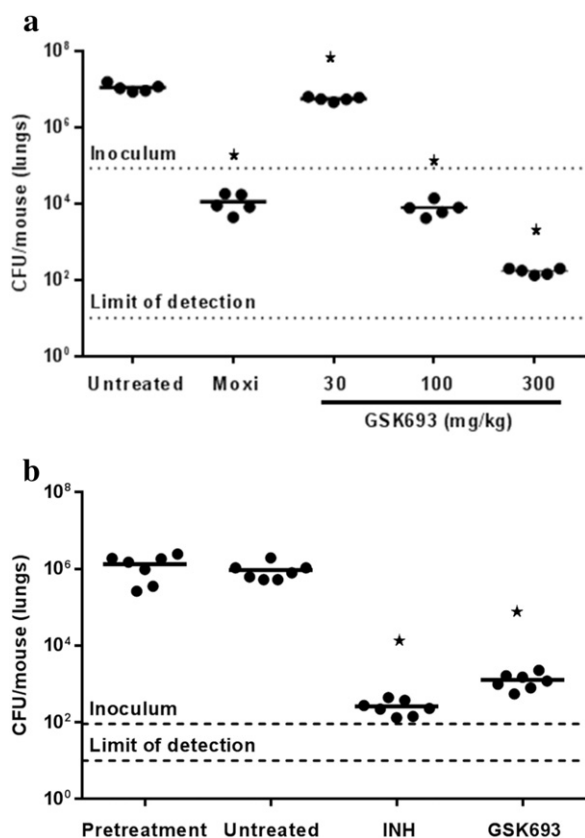 a
CFU/mouse (lungs)
10⁸
10⁶
10⁴
10²
10⁰
Inoculum
Limit of detection
Untreated Moxi 30 100 300
GSK693 (mg/kg)
b
CFU/mouse (lungs)
10⁸
10⁶
10⁴
10²
10⁰
Inoculum
Limit of detection
Pretreatment Untreated INH GSK693